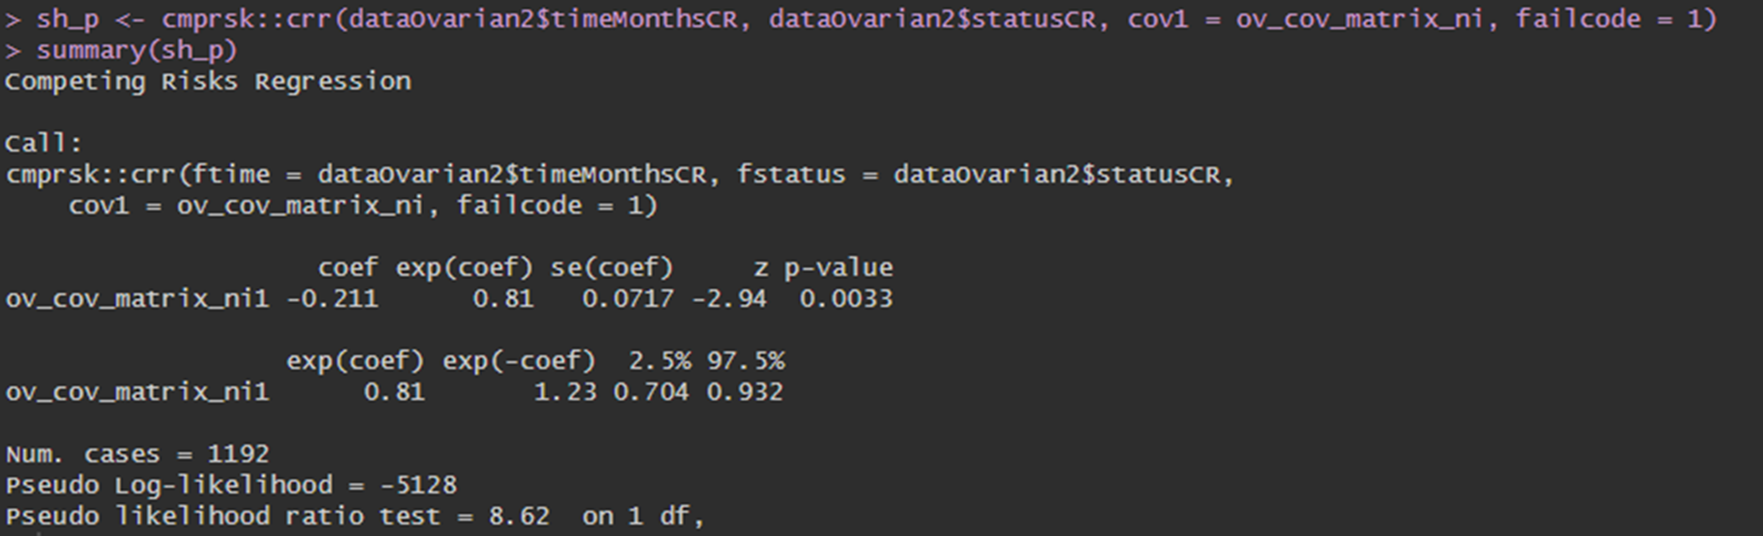 > sh_p <- cmprsk::crr(dataOvarian2$timeMonthsCR, dataOvarian2$statusCR, cov1 = ov_cov_matrix_ni, failcode = 1)
> summary(sh_p)
Competing Risks Regression
Call:
cmprsk::crr(ftime = dataOvarian2$timeMonthsCR, fstatus = dataOvarian2$statusCR,
cov1 = ov_cov_matrix_ni, failcode = 1)
coef exp(coef) se(coef) z p-value
ov_cov_matrix_ni1 -0.211 0.81 0.0717 -2.94 0.0033
exp(coef) exp(-coef) 2.5% 97.5%
ov_cov_matrix_ni1 0.81 1.23 0.704 0.932
Num. cases = 1192
Pseudo Log-likelihood = -5128
Pseudo likelihood ratio test = 8.62 on 1 df,